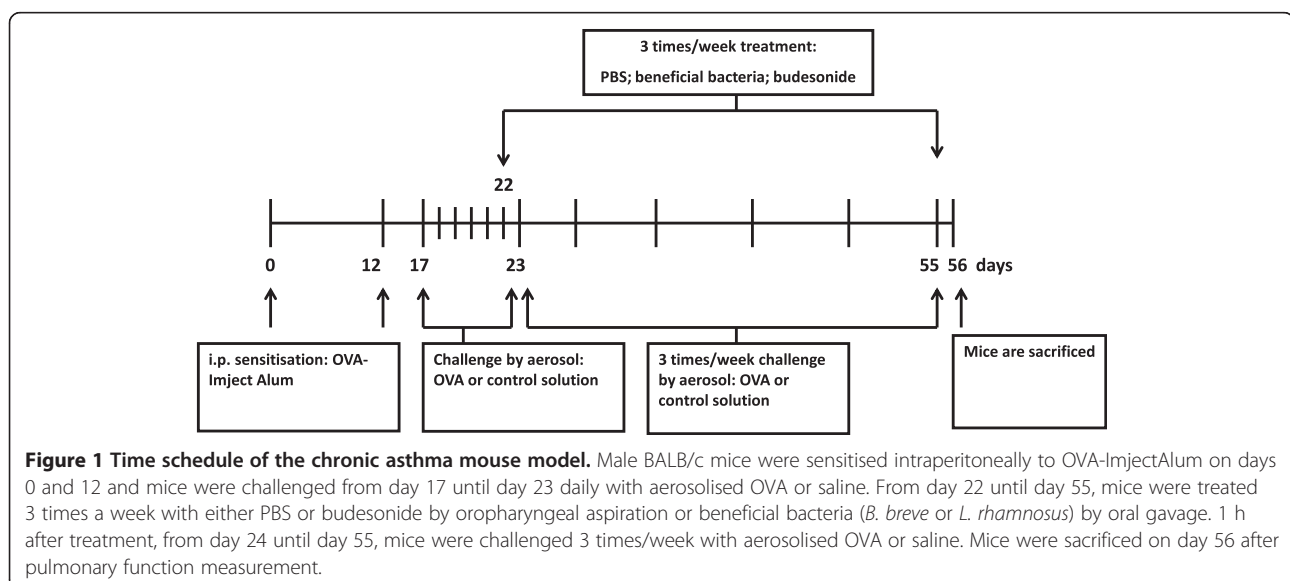 3 times/week treatment:
PBS; beneficial bacteria; budesonide
22
0
12
17
23
55
56
days
i.p. sensitisation: OVA-
Imject Alum
Challenge by aerosol:
OVA or control solution
3 times/week challenge
by aerosol: OVA or
control solution
Mice are sacrificed
Figure 1 Time schedule of the chronic asthma mouse model. Male BALB/c mice were sensitised intraperitoneally to OVA-ImjectAlum on days
0 and 12 and mice were challenged from day 17 until day 23 daily with aerosolised OVA or saline. From day 22 until day 55, mice were treated
3 times a week with either PBS or budesonide by oropharyngeal aspiration or beneficial bacteria (B. breve or L. rhamnosus) by oral gavage. 1 h
after treatment, from day 24 until day 55, mice were challenged 3 times/week with aerosolised OVA or saline. Mice were sacrificed on day 56 after
pulmonary function measurement.